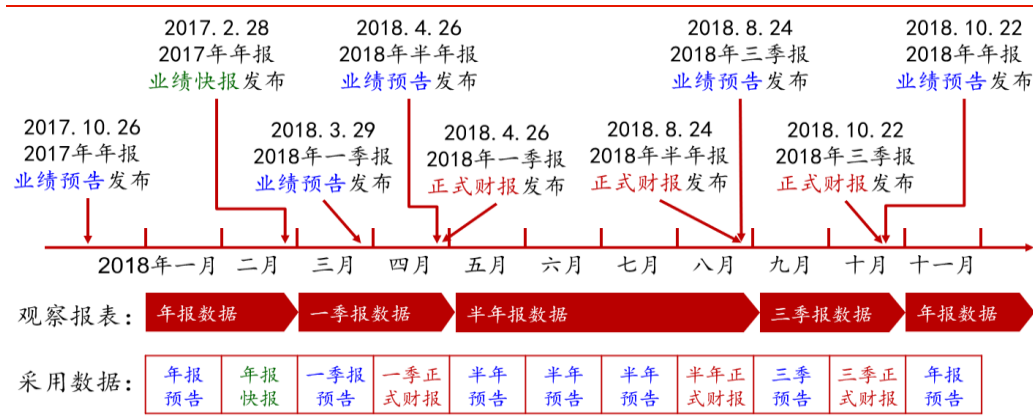 2017.2.28
2017年年报
业绩快报发布
2018.4.26
2018年半年报
业绩预告发布
2018.8.24
2018年三季报
业绩预告发布
2018.10.22
2018年年报
业绩预告发布
2017.10.26
2017年年报
业绩预告发布
2018.3.29
2018年一季报
业绩预告发布
2018.4.26
2018年一季报
正式财报发布
2018.8.24
2018年半年报
正式财报发布
2018.10.22
2018年三季报
正式财报发布
2018年一月 二月 三月 四月 五月 六月 七月 八月 九月 十月 十一月
观察报表： 年报数据 一季报数据 半年报数据 三季报数据 年报数据
采用数据：
年报
预告
年报
快报
一季报
预告
一季正
式财报
半年
预告
半年
预告
半年
预告
半年正
式财报
三季
预告
三季正
式财报
年报
预告